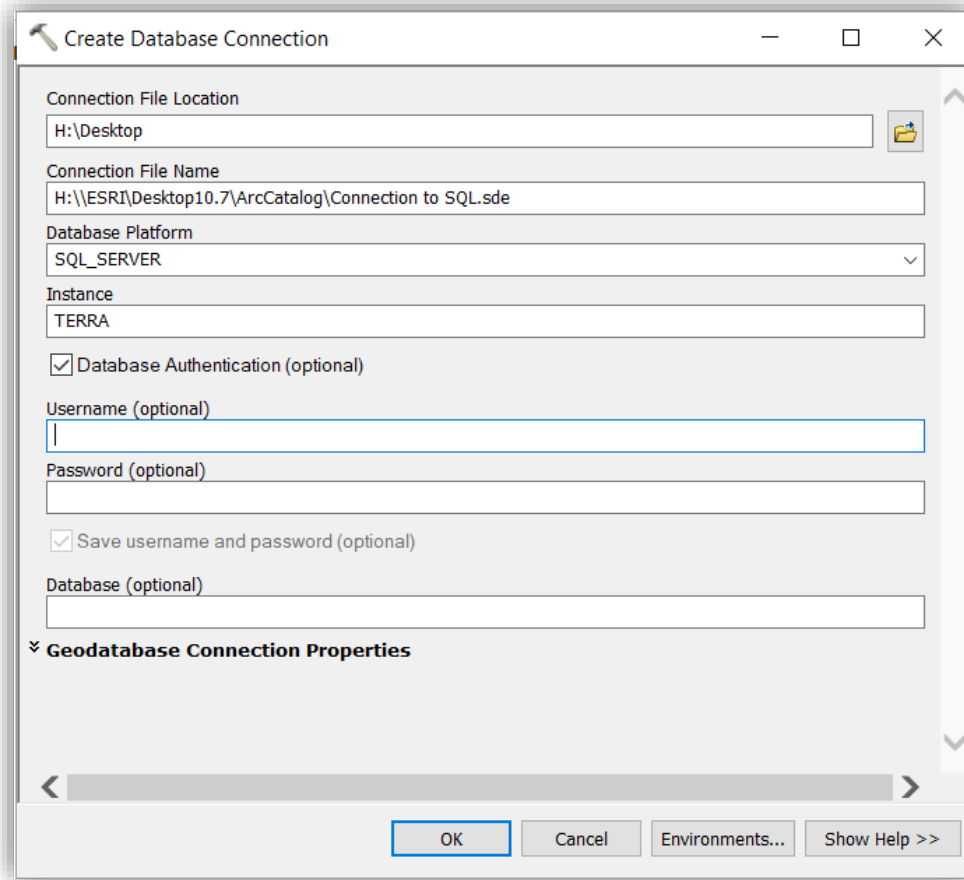 Create Database Connection
Connection File Location
H:\Desktop
Connection File Name
H:\\ESRI\Desktop10.7\ArcCatalog\Connection to SQL.sde
Database Platform
SQL_SERVER
Instance
TERRA
Database Authentication (optional)
Username (optional)
Password (optional)
Save username and password (optional)
Database (optional)
Geodatabase Connection Properties
OK Cancel Environments... Show Help >>